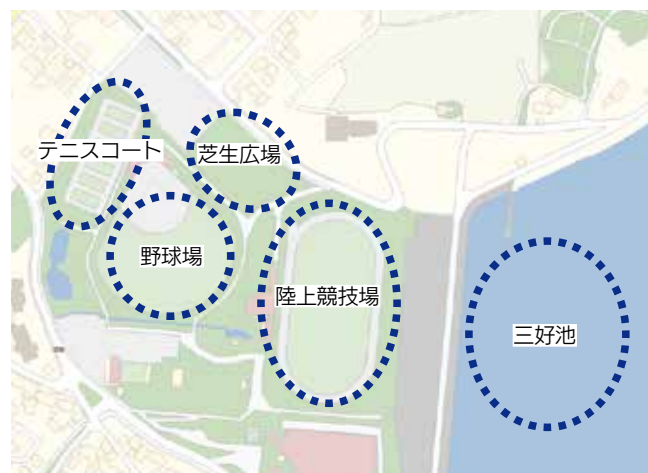 テニスコート
芝生広場
野球場
陸上競技場
三好池